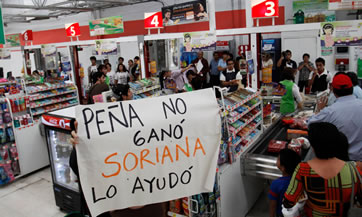 5
4
3
PEÑA NO
GANÓ
SORIANA
LO AYUDÓ